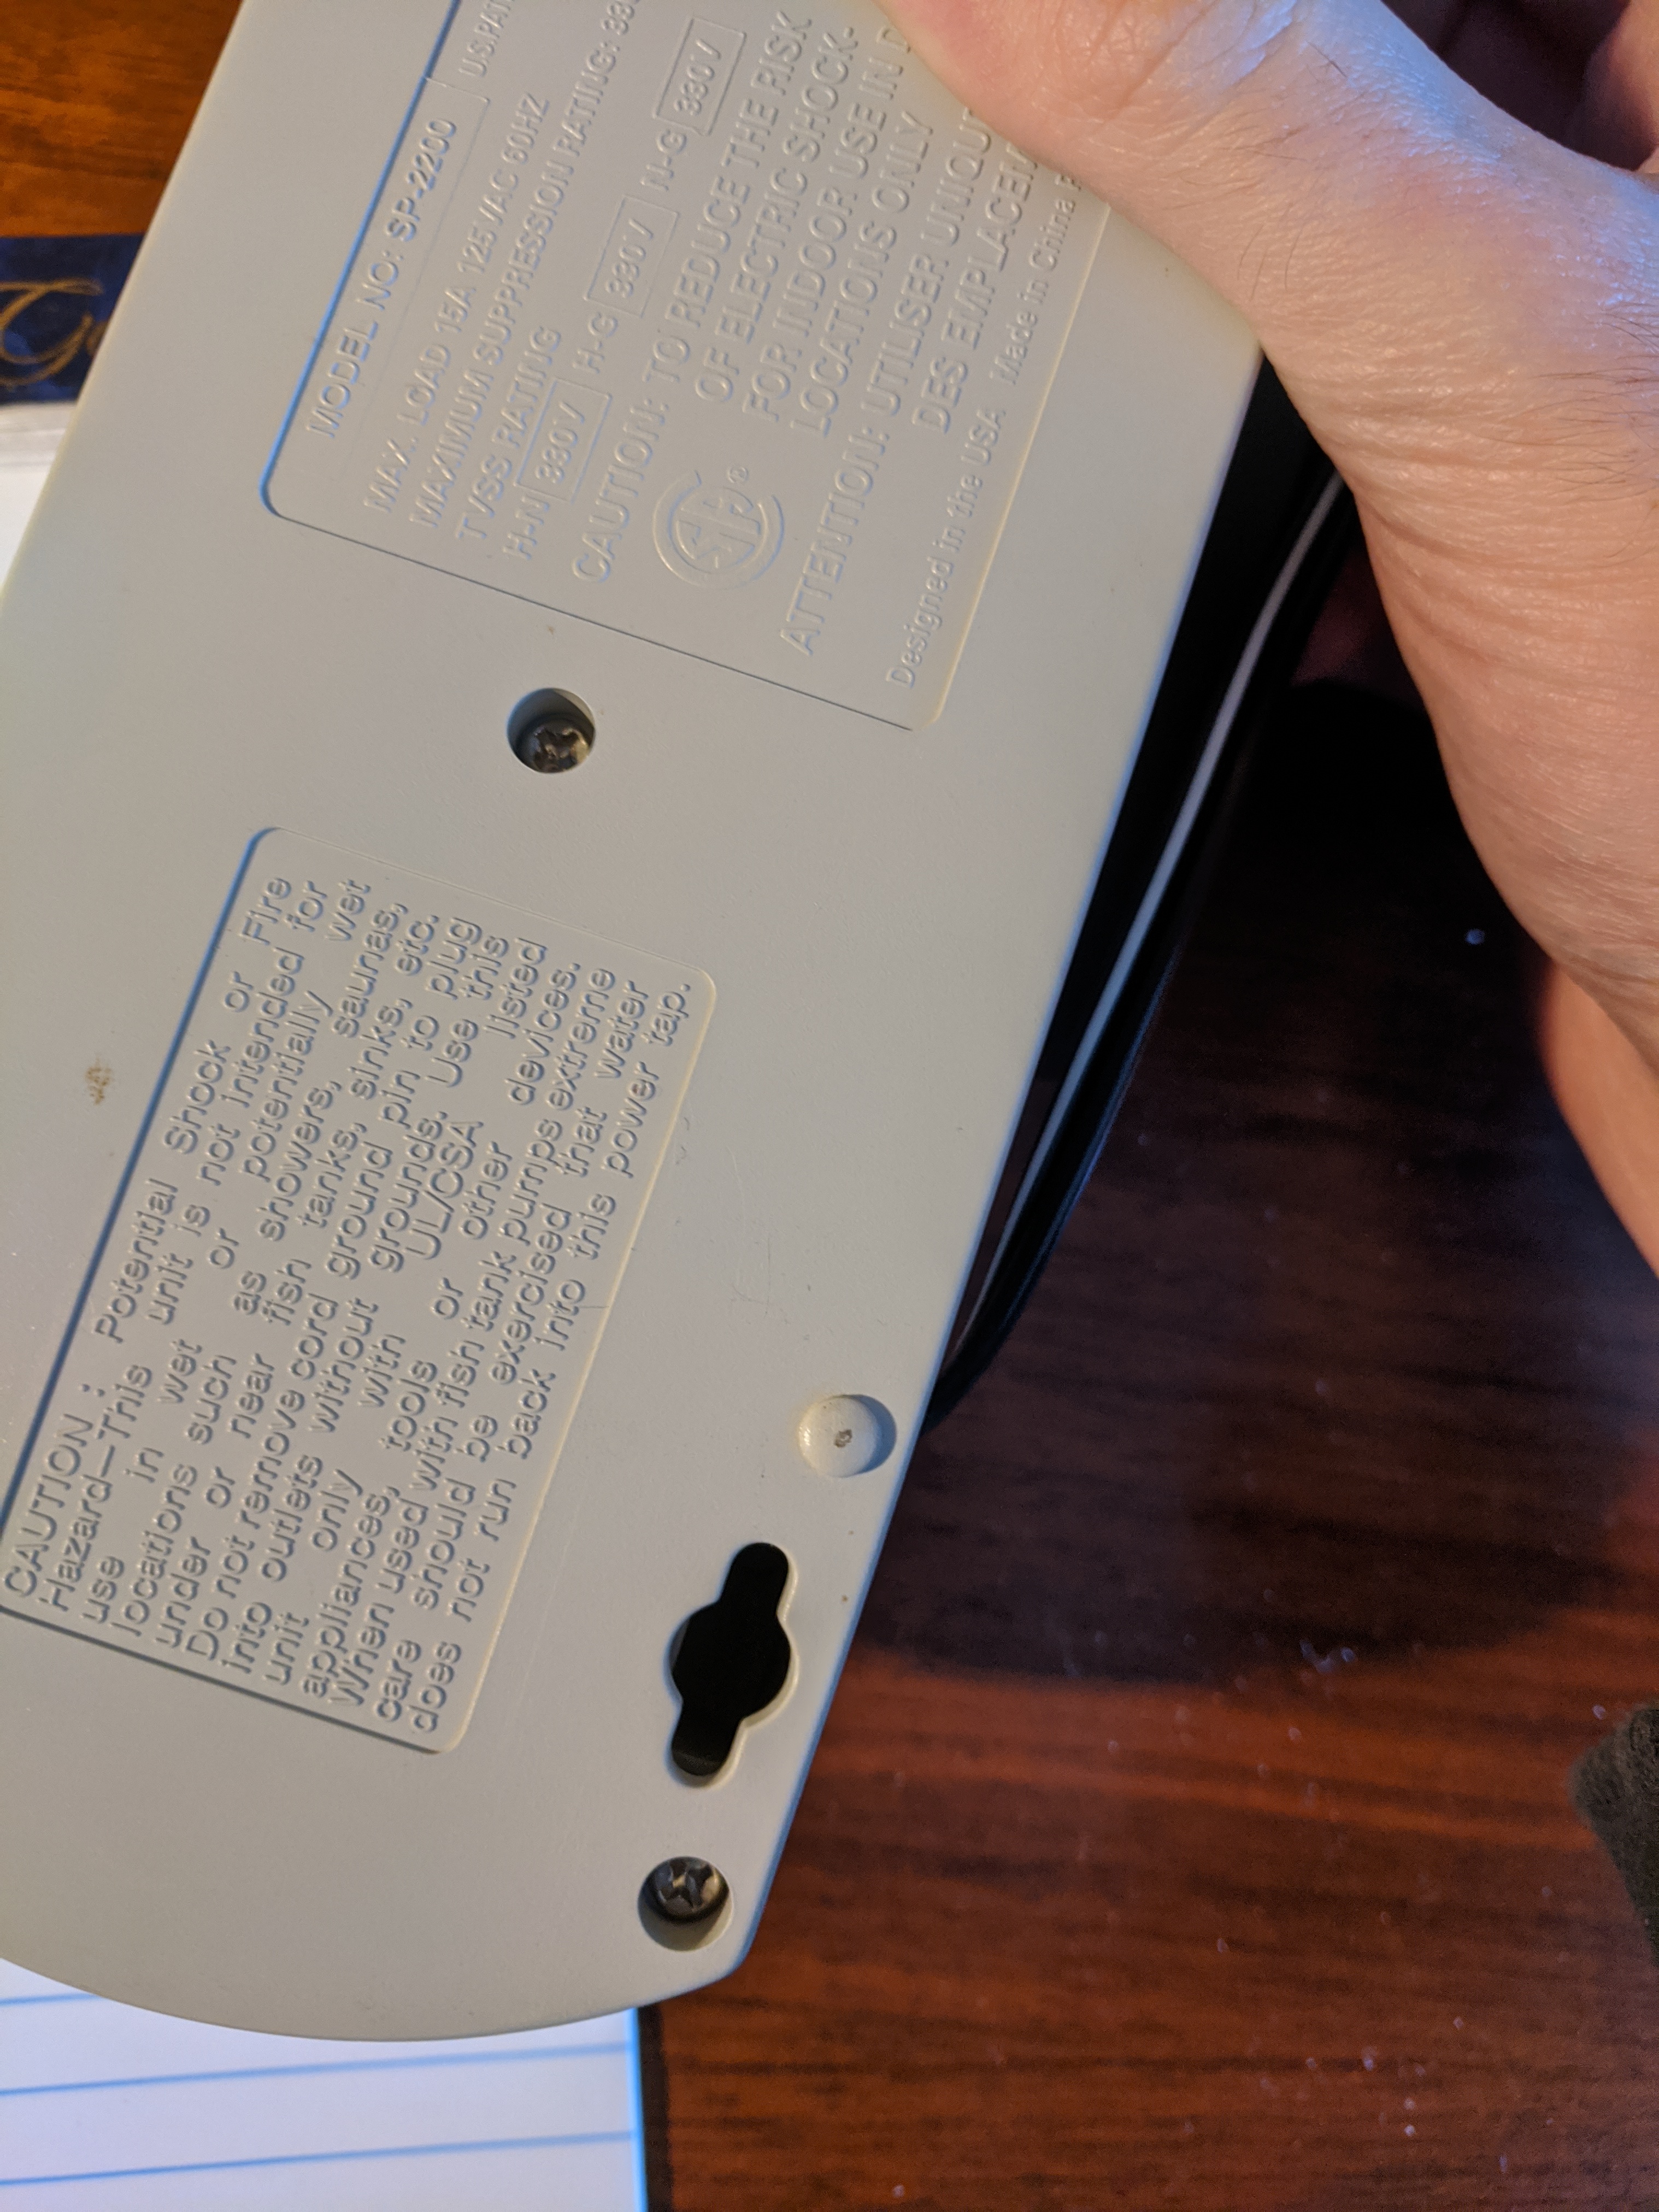 MODEL NO: SP-2200
MAX. LOAD 15A 125VAC 60HZ
MAXIMUM SUPPRESSION RATING:
TVSS RATING
H-N 330V H-G 330V N-G 330V
CAUTION: TO REDUCE THE RISK
OF ELECTRIC SHOCK-
FOR INDOOR USE IN
LOCATIONS ONLY
ATTENTION: UTILISER
DES
Designed in the USA Made in China
CAUTION :
Hazard—This Potential Shock or Fire
use in unit is not intended for
locations wet or potentially wet
under such as showers, saunas,
or near fish tanks, sinks, etc.
Do not remove cord ground pin to plug
into outlets without grounds. Use this
unit only with UL/CSA listed
appliances, tools or other devices.
When used with fish tank pumps extreme
care should be exercised that water
does not run back into this power tap.